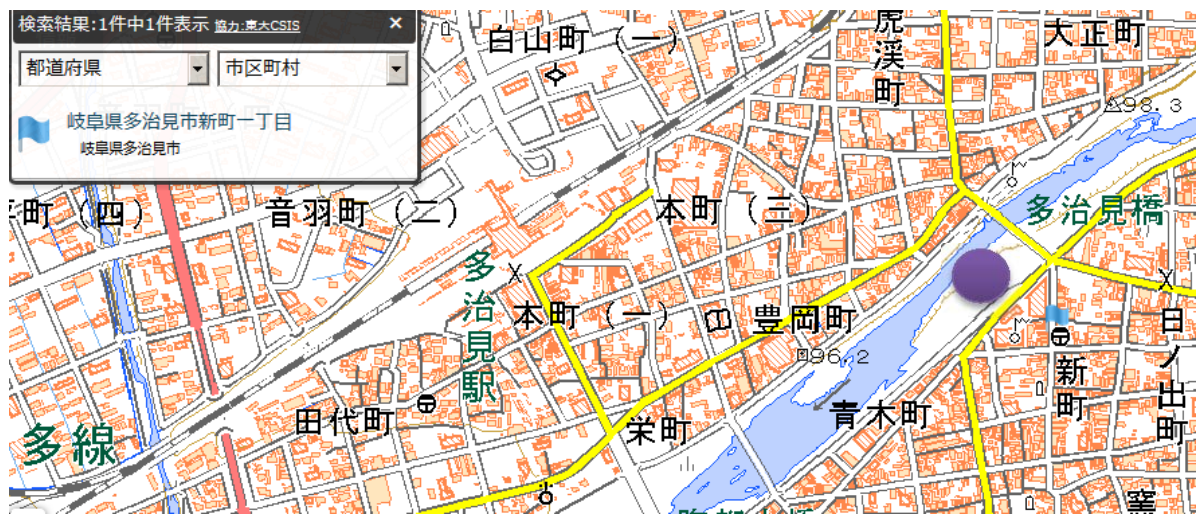 検索結果:1件中1件表示 協力:東大CSIS ×
都道府県 市区町村
岐阜県多治見市新町一丁目
岐阜県多治見市
白山町（一）
虎渓町
大正町
98.3
町（四）
音羽町（二）
本町（三）
多治見橋
多治見駅
本町（一）
豊岡町
96.2
日ノ出町
新町
田代町
栄町
青木町
多線
窯